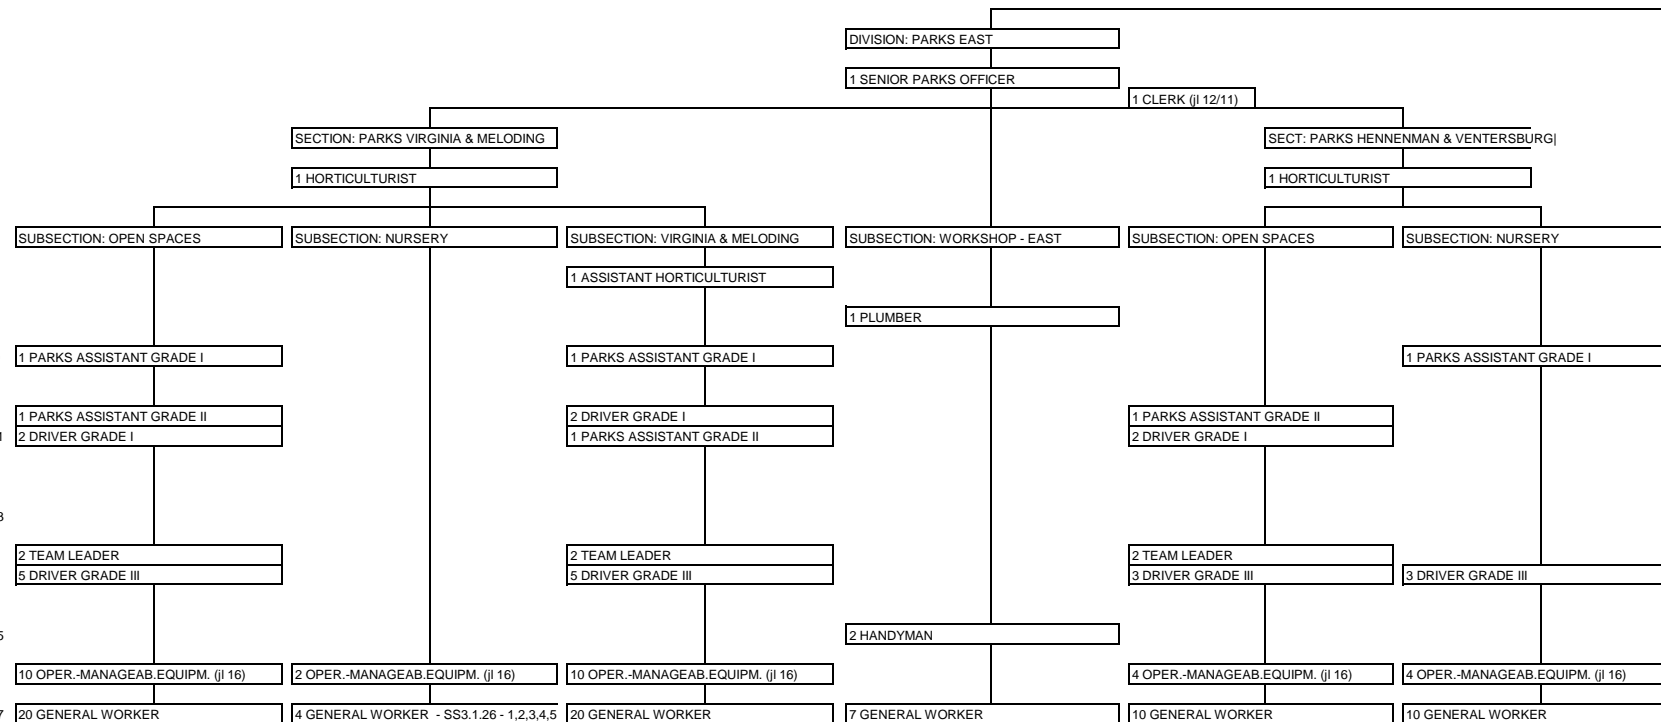 DIVISION: PARKS EAST
1 SENIOR PARKS OFFICER
1 CLERK (jl 12/11)
SECTION: PARKS VIRGINIA & MELODING
SECT: PARKS HENNENMAN & VENTERSBURG|
1 HORTICULTURIST
1 HORTICULTURIST
SUBSECTION: OPEN SPACES
SUBSECTION: NURSERY
SUBSECTION: VIRGINIA & MELODING
SUBSECTION: WORKSHOP - EAST
SUBSECTION: OPEN SPACES
SUBSECTION: NURSERY
1 ASSISTANT HORTICULTURIST
1 PLUMBER
1 PARKS ASSISTANT GRADE I
1 PARKS ASSISTANT GRADE I
1 PARKS ASSISTANT GRADE I
1 PARKS ASSISTANT GRADE II
2 DRIVER GRADE I
1 PARKS ASSISTANT GRADE II
2 DRIVER GRADE I
1 PARKS ASSISTANT GRADE II
2 DRIVER GRADE I
3
2 TEAM LEADER
2 TEAM LEADER
2 TEAM LEADER
5 DRIVER GRADE III
5 DRIVER GRADE III
3 DRIVER GRADE III
3 DRIVER GRADE III
5
2 HANDYMAN
10 OPER.-MANAGEAB.EQUIPM. (jl 16)
2 OPER.-MANAGEAB.EQUIPM. (jl 16)
10 OPER.-MANAGEAB.EQUIPM. (jl 16)
4 OPER.-MANAGEAB.EQUIPM. (jl 16)
4 OPER.-MANAGEAB.EQUIPM. (jl 16)
7
20 GENERAL WORKER
4 GENERAL WORKER - SS3.1.26 - 1,2,3,4,5
20 GENERAL WORKER
7 GENERAL WORKER
10 GENERAL WORKER
10 GENERAL WORKER